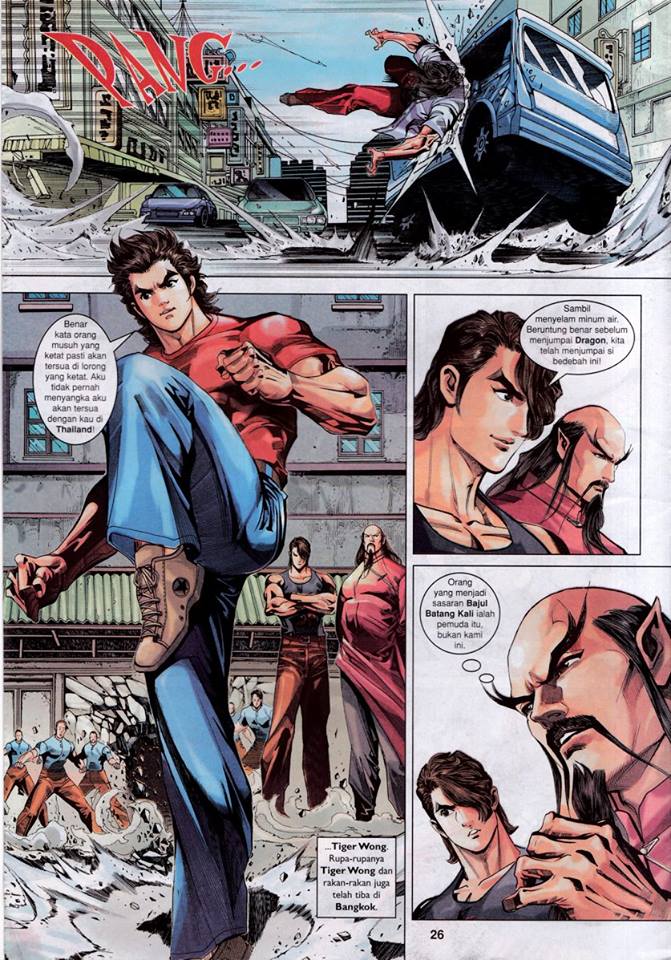 PANG...
Benar
kata orang
musuh yang
ketat pasti akan
tersua di lorong
yang ketat. Aku
tidak pernah
menyangka aku
akan tersua
dengan kau di
Thailand!
Sambil
menyelam minum air.
Beruntung benar sebelum
menjumpai Dragon, kita
telah menjumpai si
bedebah ini!
Orang
yang menjadi
sasaran Bajul
Batang Kali ialah
pemuda itu,
bukan kami
ini.
...Tiger Wong.
Rupa-rupanya
Tiger Wong dan
rakan-rakan juga
telah tiba di
Bangkok.
26